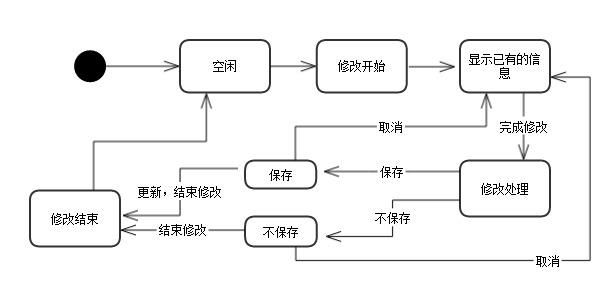 空闲
修改开始
显示已有的信
息
取消
完成修改
保存
保存
修改处理
更新，结束修改
修改结束
不保存
结束修改
不保存
取消